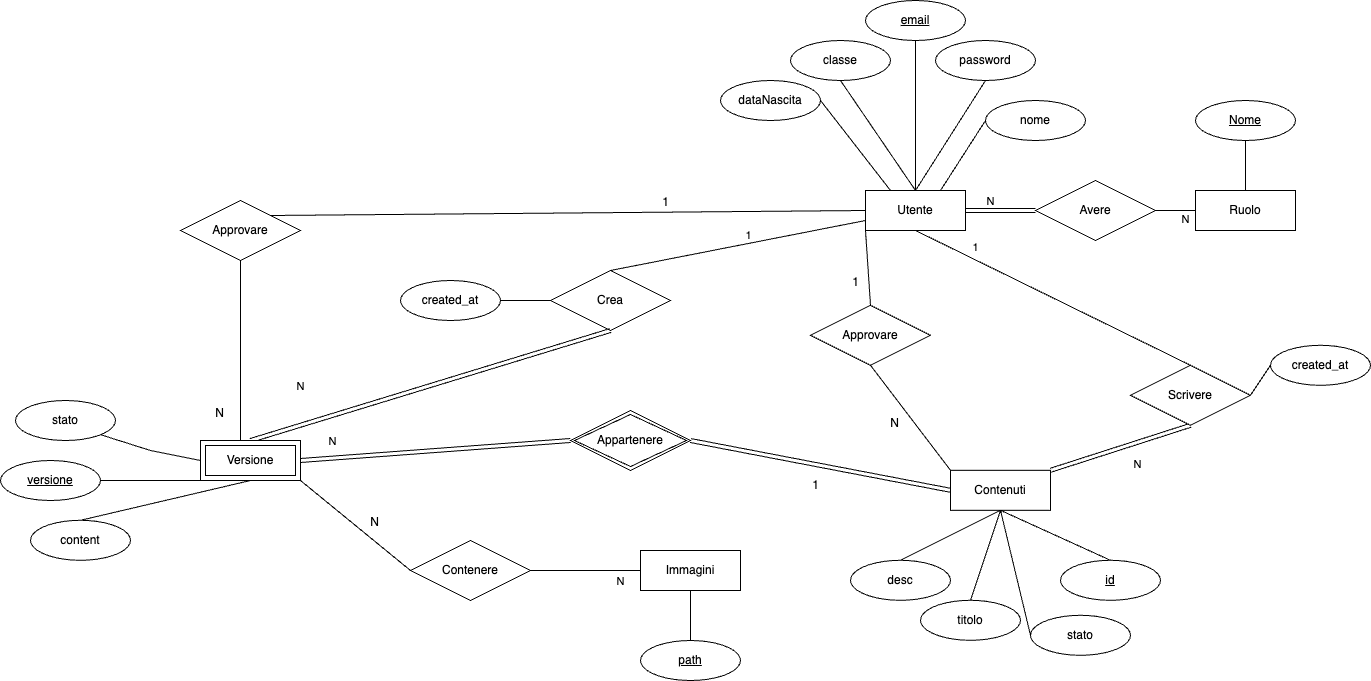 email
classe
password
dataNascita
nome
Nome
Utente
N
Avere
N
Ruolo
1
Approvare
1
1
created_at
Crea
1
Approvare
created_at
Scrivere
N
N
N
stato
N
Appartenere
N
Versione
N
versione
1
Contenuti
content
N
Contenere
N
Immagini
desc
id
titolo
stato
path